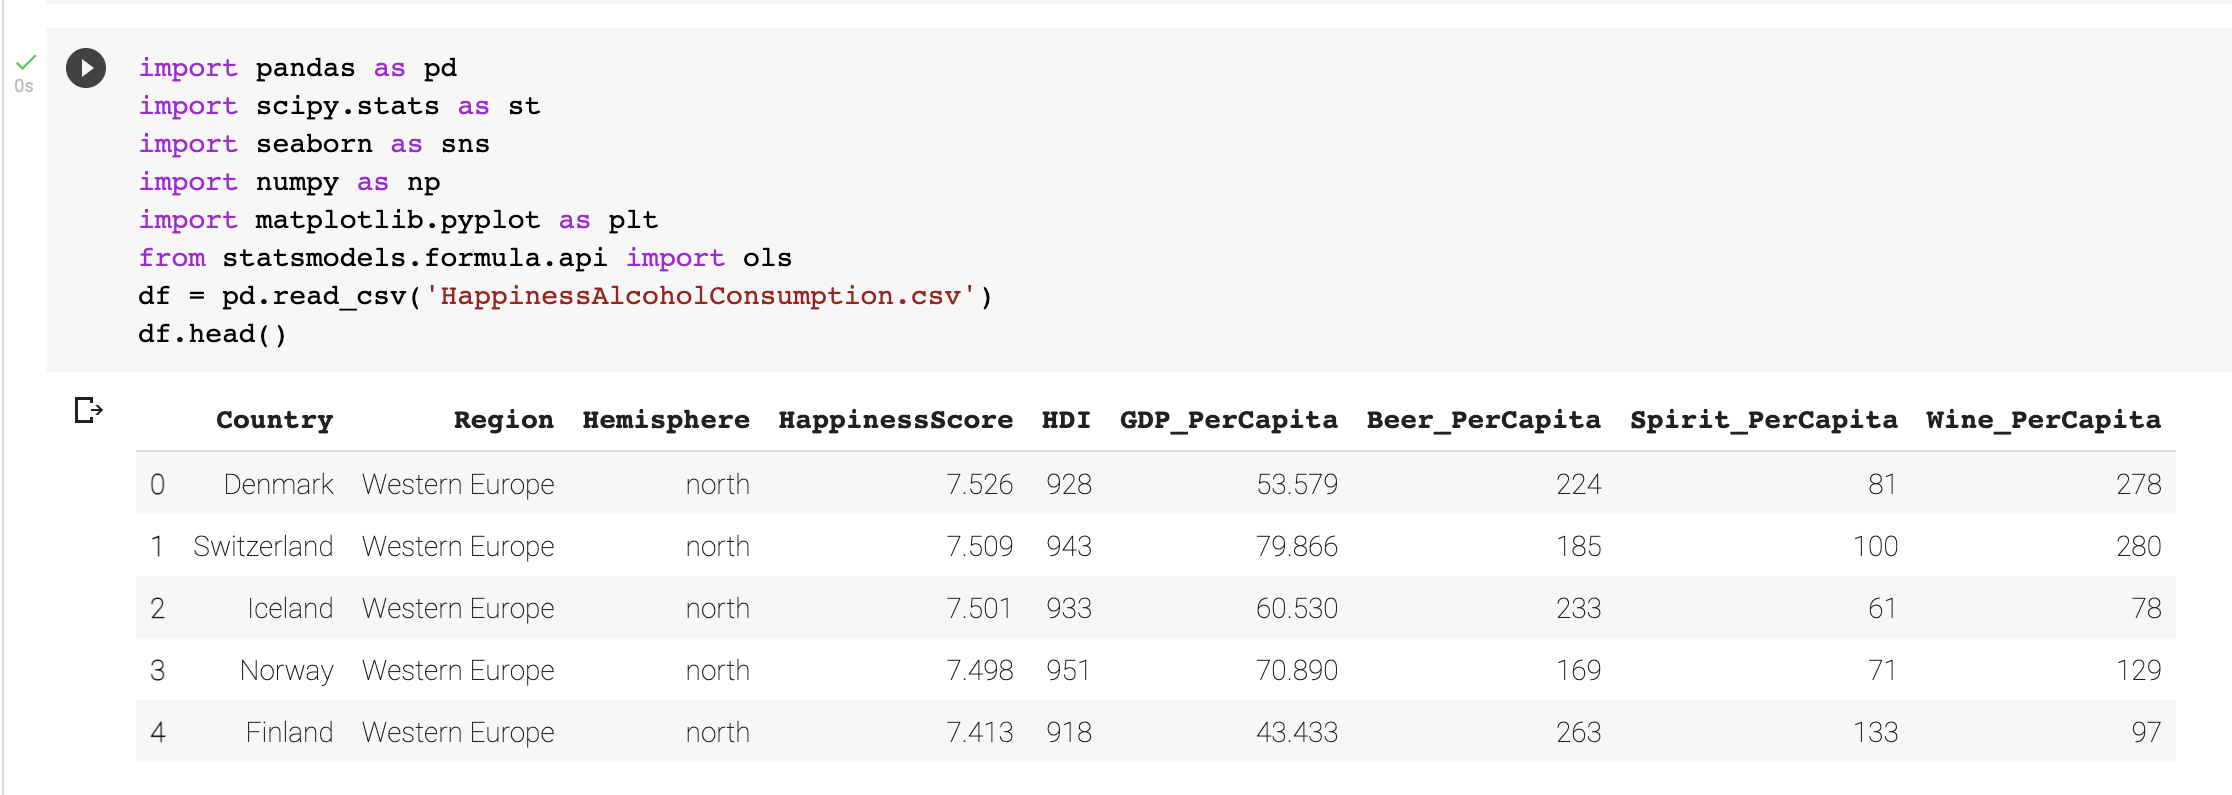 import pandas as pd
0s
import scipy.stats as st
import seaborn as sns
import numpy as np
import matplotlib.pyplot as plt
from statsmodels.formula.api import ols
df = pd.read_csv('HappinessAlcoholConsumption.csv')
df.head()
Country Region Hemisphere HappinessScore HDI GDP_PerCapita Beer_PerCapita Spirit_PerCapita Wine_PerCapita
0 Denmark Western Europe north 7.526 928 53.579 224 81 278
1 Switzerland Western Europe north 7.509 943 79.866 185 100 280
2 Iceland Western Europe north 7.501 933 60.530 233 61 78
3 Norway Western Europe north 7.498 951 70.890 169 71 129
4 Finland Western Europe north 7.413 918 43.433 263 133 97